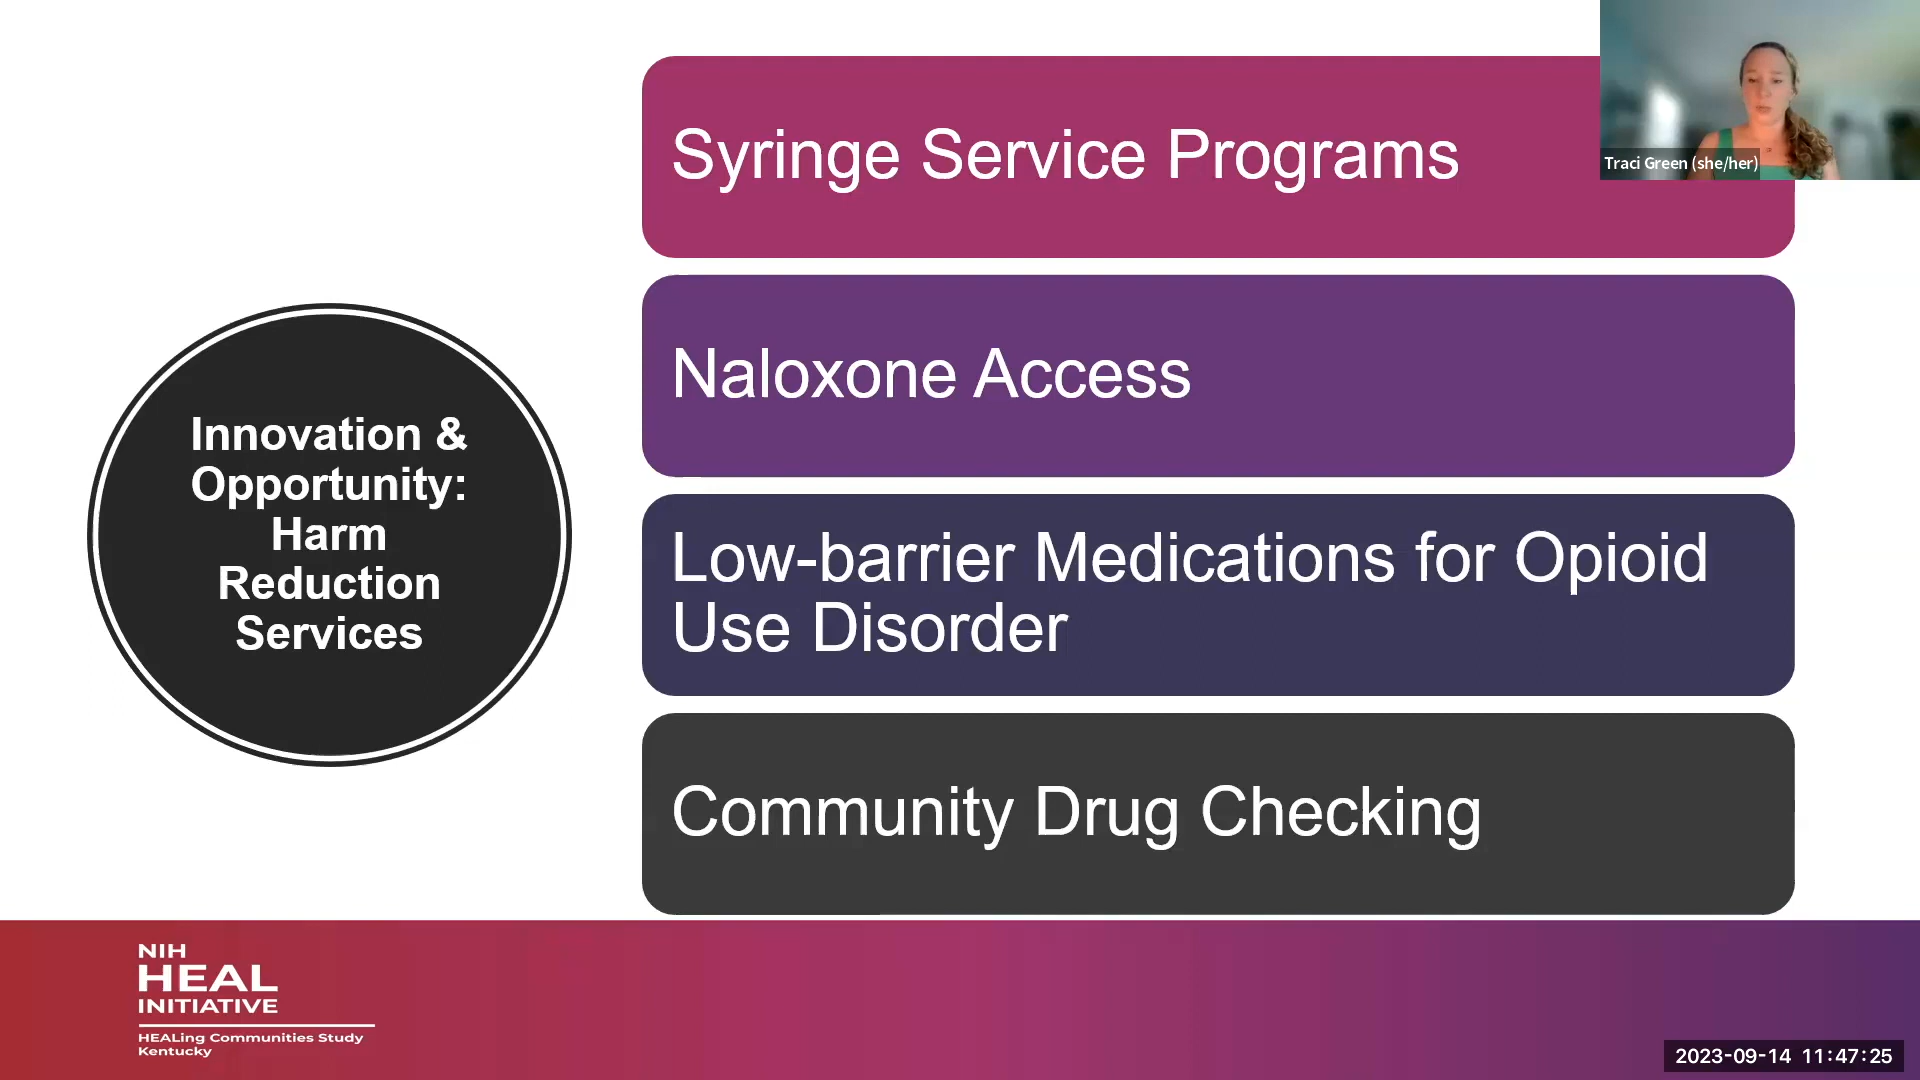 Syringe Service Programs
Traci Green (she/her)
Naloxone Access
Innovation &
Opportunity:
Harm
Reduction
Services
Low-barrier Medications for Opioid
Use Disorder
Community Drug Checking
NIH
HEAL
INITIATIVE
HEALing Communities Study
Kentucky
2023-09-14 11:47:25